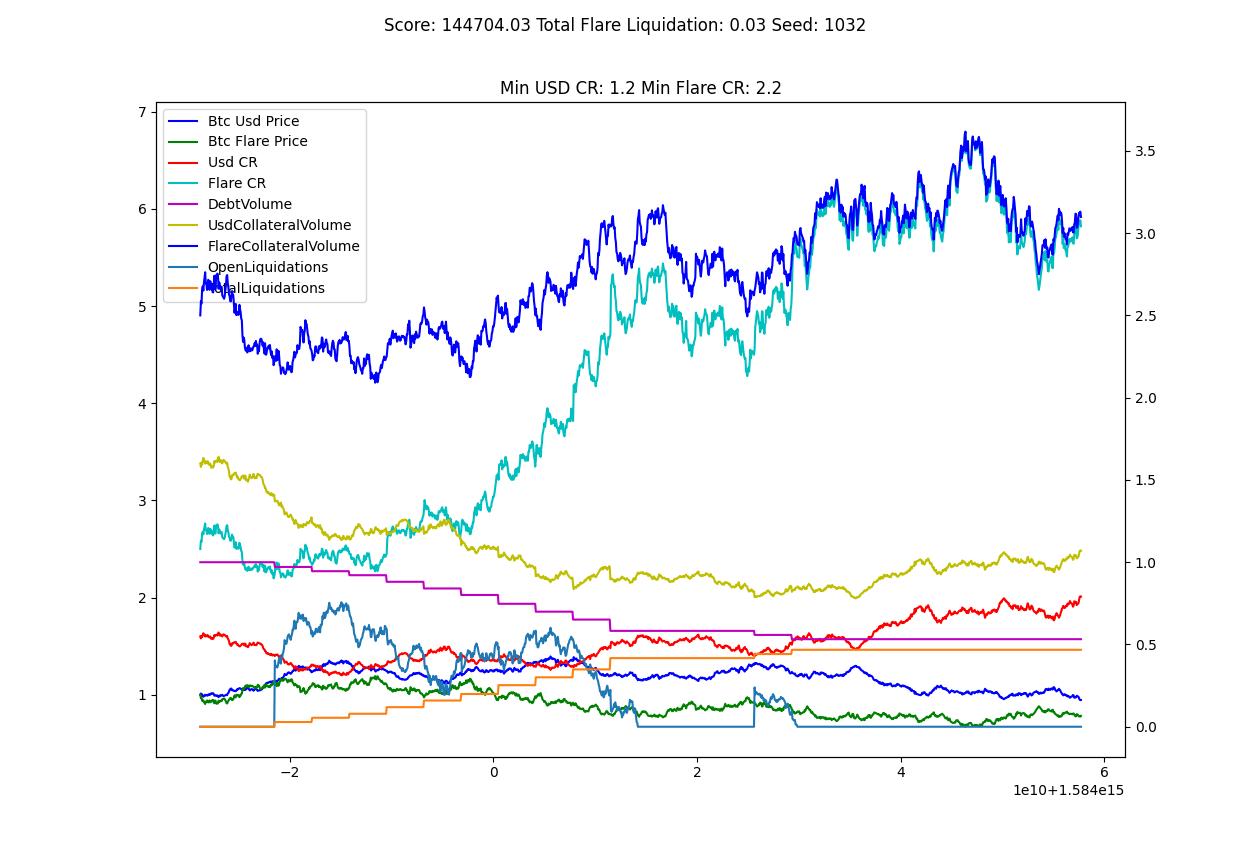 Score: 144704.03 Total Flare Liquidation: 0.03 Seed: 1032
Min USD CR: 1.2 Min Flare CR: 2.2
Btc Usd Price
Btc Flare Price
Usd CR
Flare CR
DebtVolume
UsdCollateralVolume
FlareCollateralVolume
OpenLiquidations
TotalLiquidations
7
6
5
4
3
2
1
3.5
3.0
2.5
2.0
1.5
1.0
0.5
0.0
−2
0
2
4
6
1e10+1.584e15